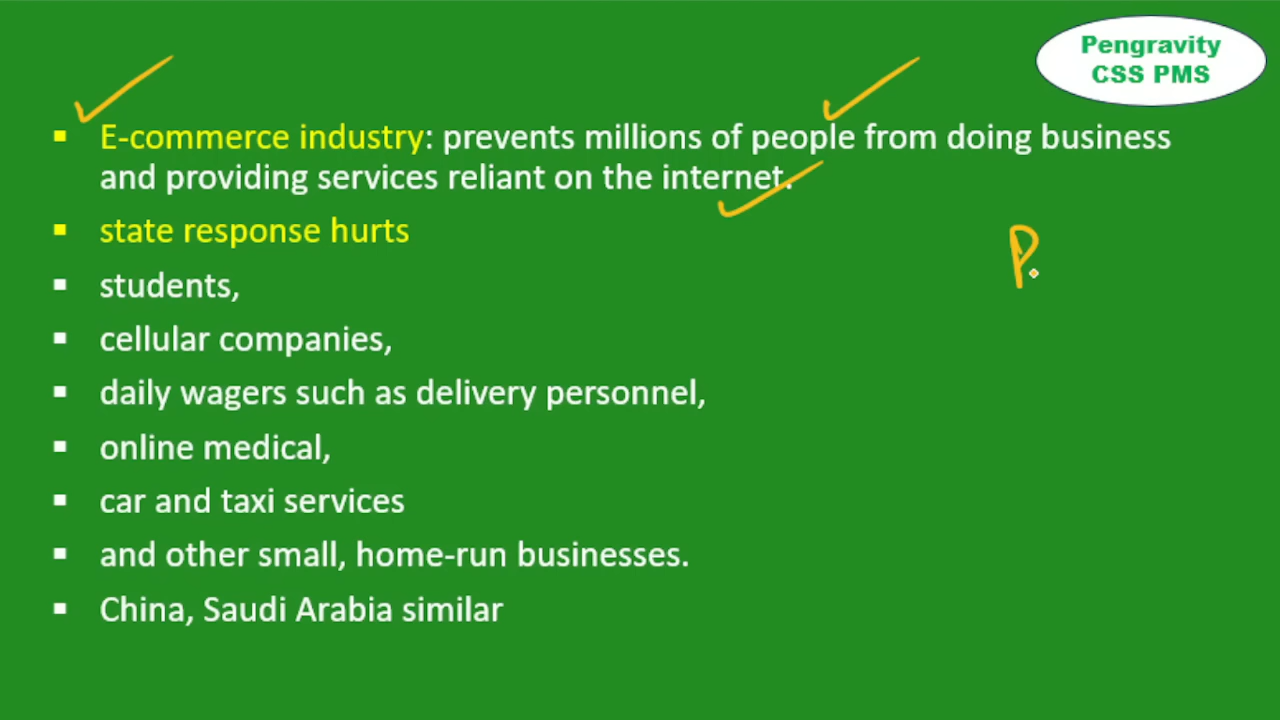 Pengravity
CSS PMS
▪ E-commerce industry: prevents millions of people from doing business
and providing services reliant on the internet.
▪ state response hurts
P.
▪ students,
▪ cellular companies,
▪ daily wagers such as delivery personnel,
▪ online medical,
▪ car and taxi services
▪ and other small, home-run businesses.
▪ China, Saudi Arabia similar